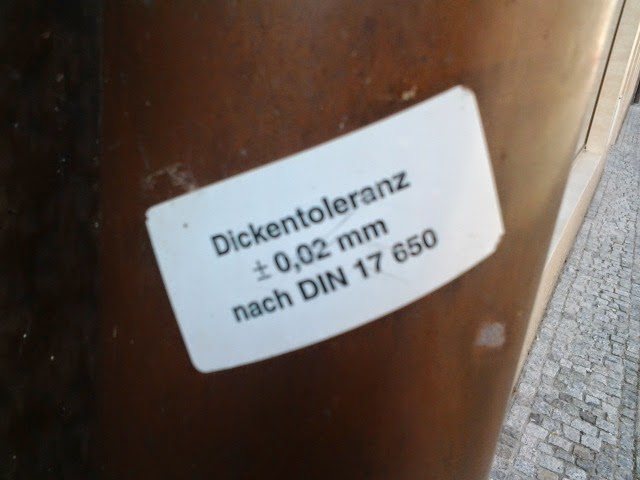 Dickentoleranz
± 0,02 mm
nach DIN 17 650